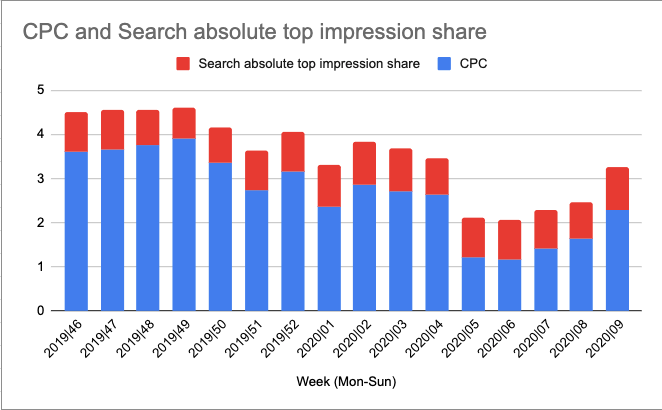 CPC and Search absolute top impression share
Search absolute top impression share CPC
5
4
3
2
1
0
2019|46 2019|47 2019|48 2019|49 2019|50 2019|51 2019|52 2020|01 2020|02 2020|03 2020|04 2020|05 2020|06 2020|07 2020|08 2020|09
Week (Mon-Sun)